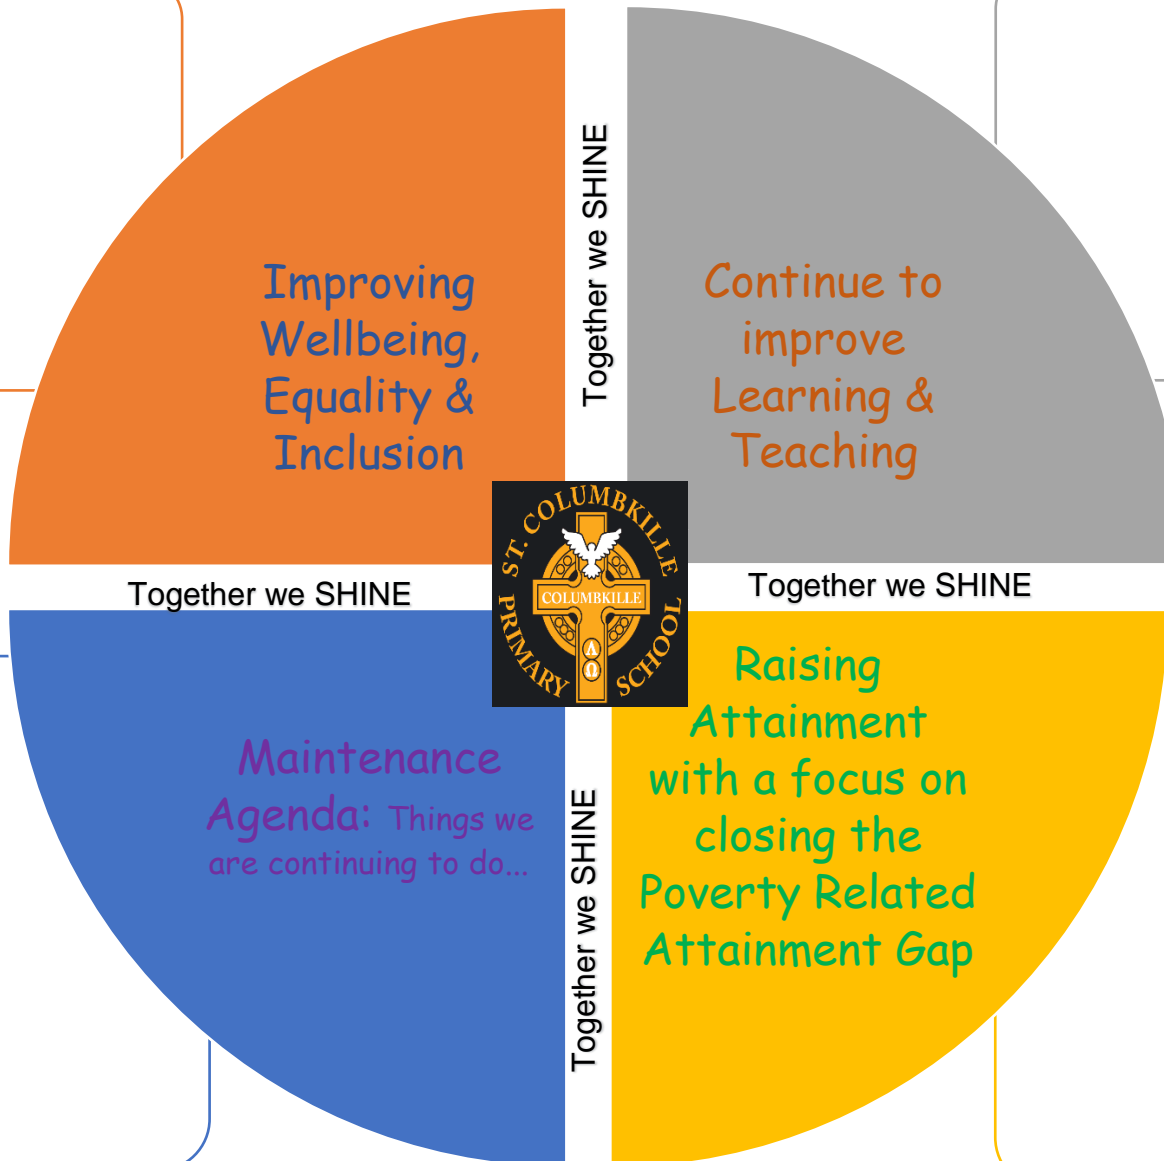 Improving
Wellbeing,
Equality &
Inclusion
Together we SHINE
Continue to
improve
Learning &
Teaching
Together we SHINE
ST. COLUMBKILLE
COLUMBKILLE
Α
Ω
PRIMARY SCHOOL
Together we SHINE
Maintenance
Agenda: Things we
are continuing to do...
Together we SHINE
Raising
Attainment
with a focus on
closing the
Poverty Related
Attainment Gap